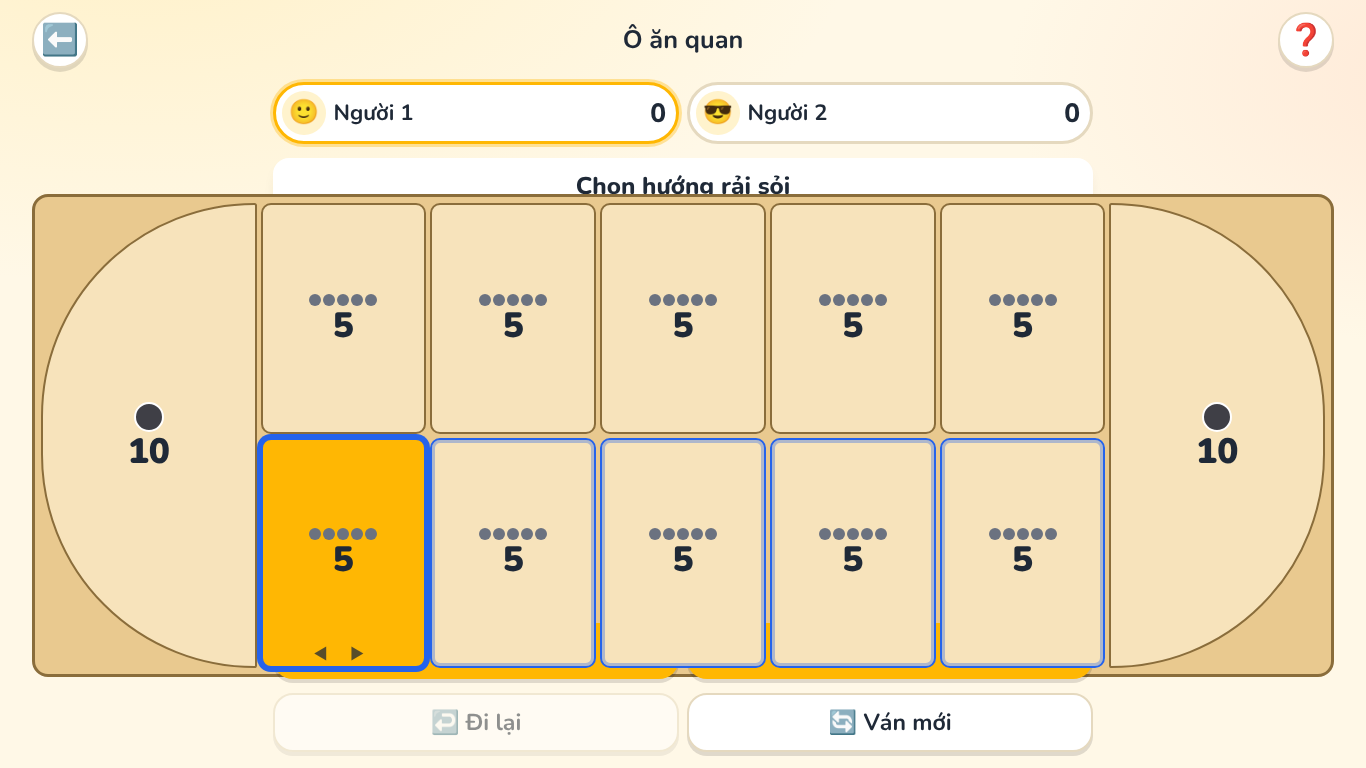 Ô ăn quan
Người 1 0
Người 2 0
Chọn hướng rải sỏi
5 5 5 5 5
10 10
5 5 5 5 5
Đi lại
Ván mới